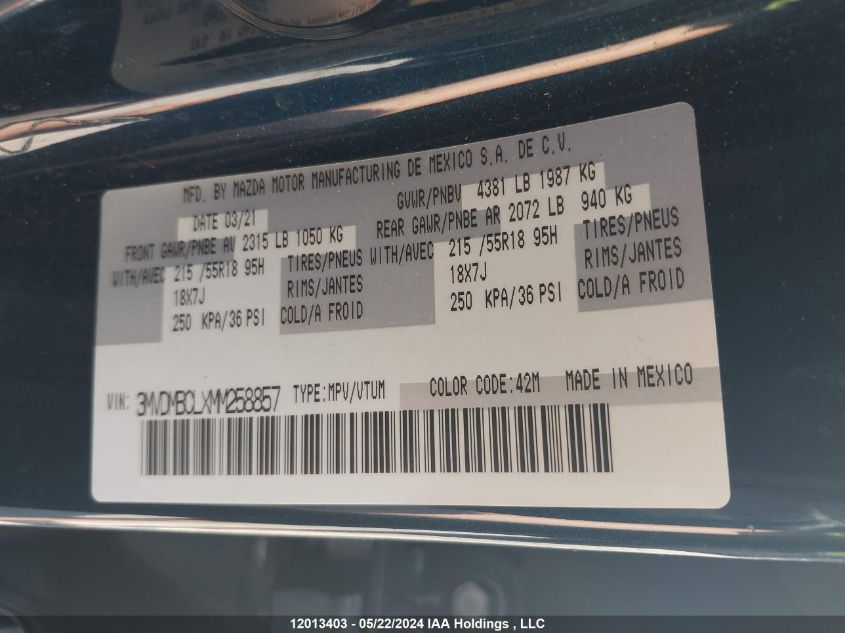 MFD. BY MAZDA MOTOR MANUFACTURING DE MEXICO S.A. DE C.V.
DATE 03/21 GVWR/PNBV 4381 LB 1987 KG
FRONT GAWR/PNBE AV 2315 LB 1050 KG REAR GAWR/PNBE AR 2072 LB 940 KG
WITH/AVEC 215 /55R18 95H TIRES/PNEUS WITH/AVEC 215 /55R18 95H TIRES/PNEUS
18X7J RIMS/JANTES 18X7J RIMS/JANTES
250 KPA/36 PSI COLD/A FROID 250 KPA/36 PSI COLD/A FROID
VIN: 3MVDMBCLXMM258857 TYPE:MPV/VTUM COLOR CODE:42M MADE IN MEXICO
12013403 - 05/22/2024 IAA Holdings , LLC